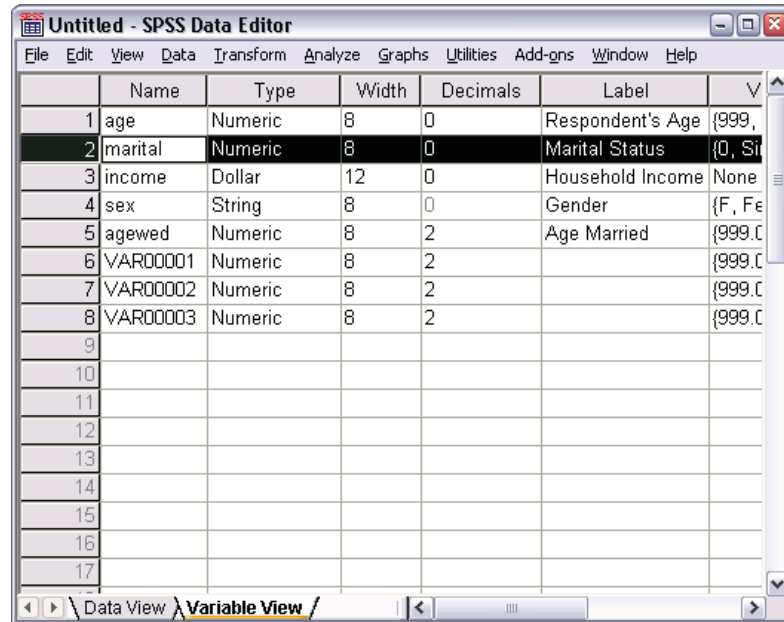 Untitled - SPSS Data Editor
File Edit View Data Transform Analyze Graphs Utilities Add-ons Window Help
Name Type Width Decimals Label V
1 age Numeric 8 0 Respondent's Age {999,
2 marital Numeric 8 0 Marital Status {0, Si
3 income Dollar 12 0 Household Income None
4 sex String 8 0 Gender {F, Fe
5 agewed Numeric 8 2 Age Married {999.0
6 VAR00001 Numeric 8 2 {999.0
7 VAR00002 Numeric 8 2 {999.0
8 VAR00003 Numeric 8 2 {999.0
9
10
11
12
13
14
15
16
17
Data View Variable View